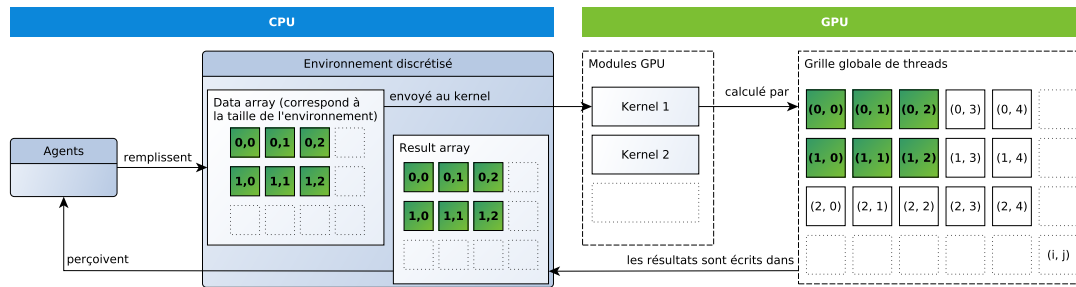 CPU
GPU
Environnement discrétisé
Modules GPU
Grille globale de threads
Data array (correspond à
la taille de l'environnement)
envoyé au kernel
Kernel 1
calculé par
(0, 0) (0, 1) (0, 2) (0, 3) (0, 4)
0,0 0,1 0,2
Agents
remplissent
Result array
Kernel 2
(1, 0) (1, 1) (1, 2) (1, 3) (1, 4)
1,0 1,1 1,2
0,0 0,1 0,2
1,0 1,1 1,2
(2, 0) (2, 1) (2, 2) (2, 3) (2, 4)
perçoivent
les résultats sont écrits dans
(i, j)